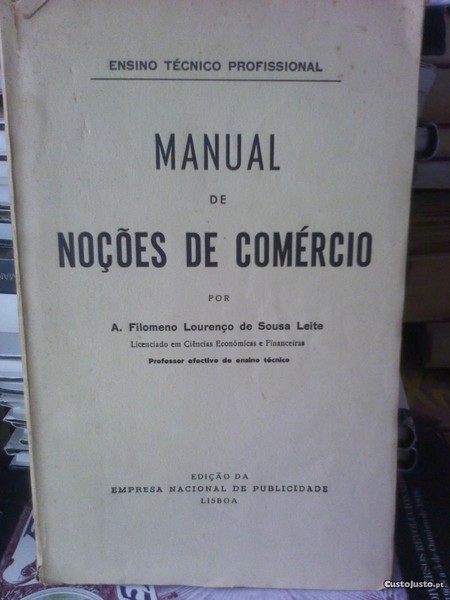 ENSINO TÉCNICO PROFISSIONAL
MANUAL
DE
NOÇÕES DE COMÉRCIO
POR
A. Filomeno Lourenço de Sousa Leite
Licenciado em Ciências Económicas e Financeiras
Professor efectivo do ensino técnico
EDIÇÃO DA
EMPRESA NACIONAL DE PUBLICIDADE
LISBOA
CustoJusto.pt